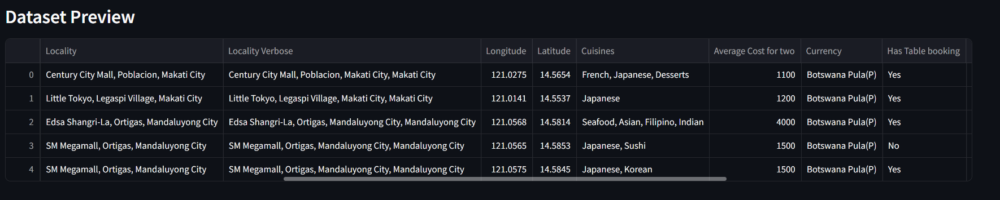 Dataset Preview
Locality Locality Verbose Longitude Latitude Cuisines Average Cost for two Currency Has Table booking
0 Century City Mall, Poblacion, Makati City Century City Mall, Poblacion, Makati City, Makati City 121.0275 14.5654 French, Japanese, Desserts 1100 Botswana Pula(P) Yes
1 Little Tokyo, Legaspi Village, Makati City Little Tokyo, Legaspi Village, Makati City, Makati City 121.0141 14.5537 Japanese 1200 Botswana Pula(P) Yes
2 Edsa Shangri-La, Ortigas, Mandaluyong City Edsa Shangri-La, Ortigas, Mandaluyong City, Mandaluyong City 121.0568 14.5814 Seafood, Asian, Filipino, Indian 4000 Botswana Pula(P) Yes
3 SM Megamall, Ortigas, Mandaluyong City SM Megamall, Ortigas, Mandaluyong City, Mandaluyong City 121.0565 14.5853 Japanese, Sushi 1500 Botswana Pula(P) No
4 SM Megamall, Ortigas, Mandaluyong City SM Megamall, Ortigas, Mandaluyong City, Mandaluyong City 121.0575 14.5845 Japanese, Korean 1500 Botswana Pula(P) Yes